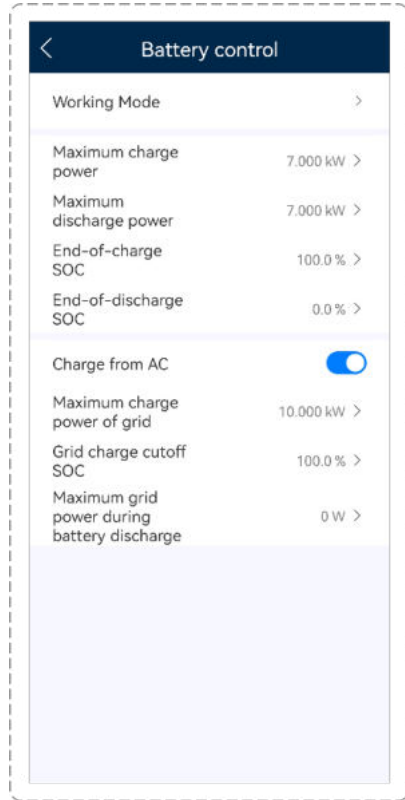 Battery control
Working Mode
Maximum charge
power
7.000 kW
Maximum
discharge power
7.000 kW
End-of-charge
SOC
100.0 %
End-of-discharge
SOC
0.0 %
Charge from AC
Maximum charge
power of grid
10.000 kW
Grid charge cutoff
SOC
100.0 %
Maximum grid
power during
battery discharge
0 W